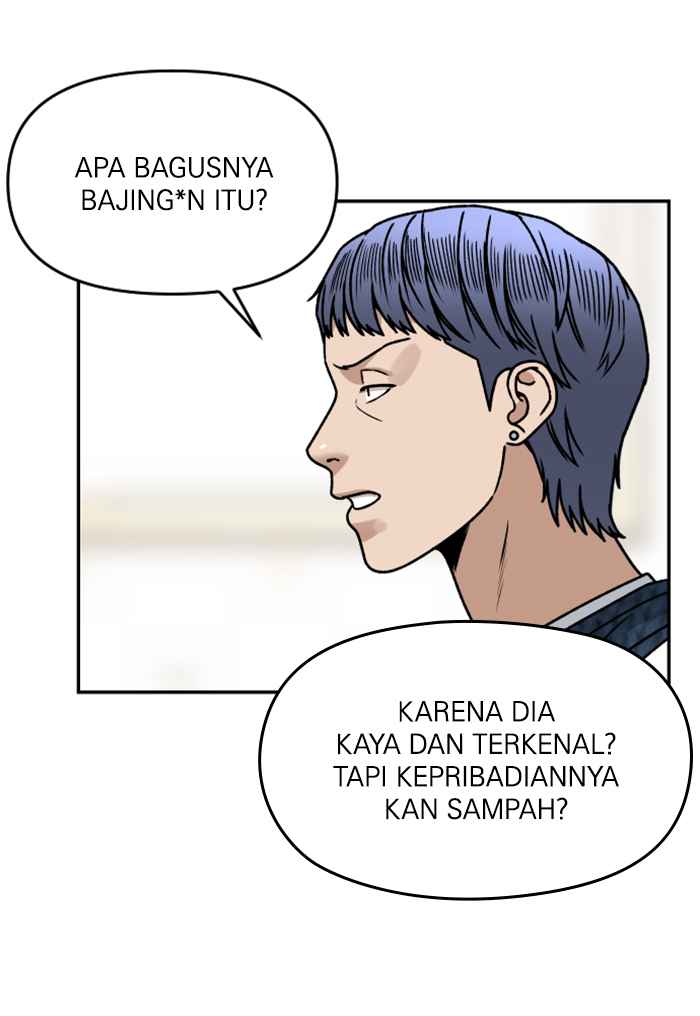 APA BAGUSNYA
BAJING*N ITU?
KARENA DIA
KAYA DAN TERKENAL?
TAPI KEPRIBADIANNYA
KAN SAMPAH?